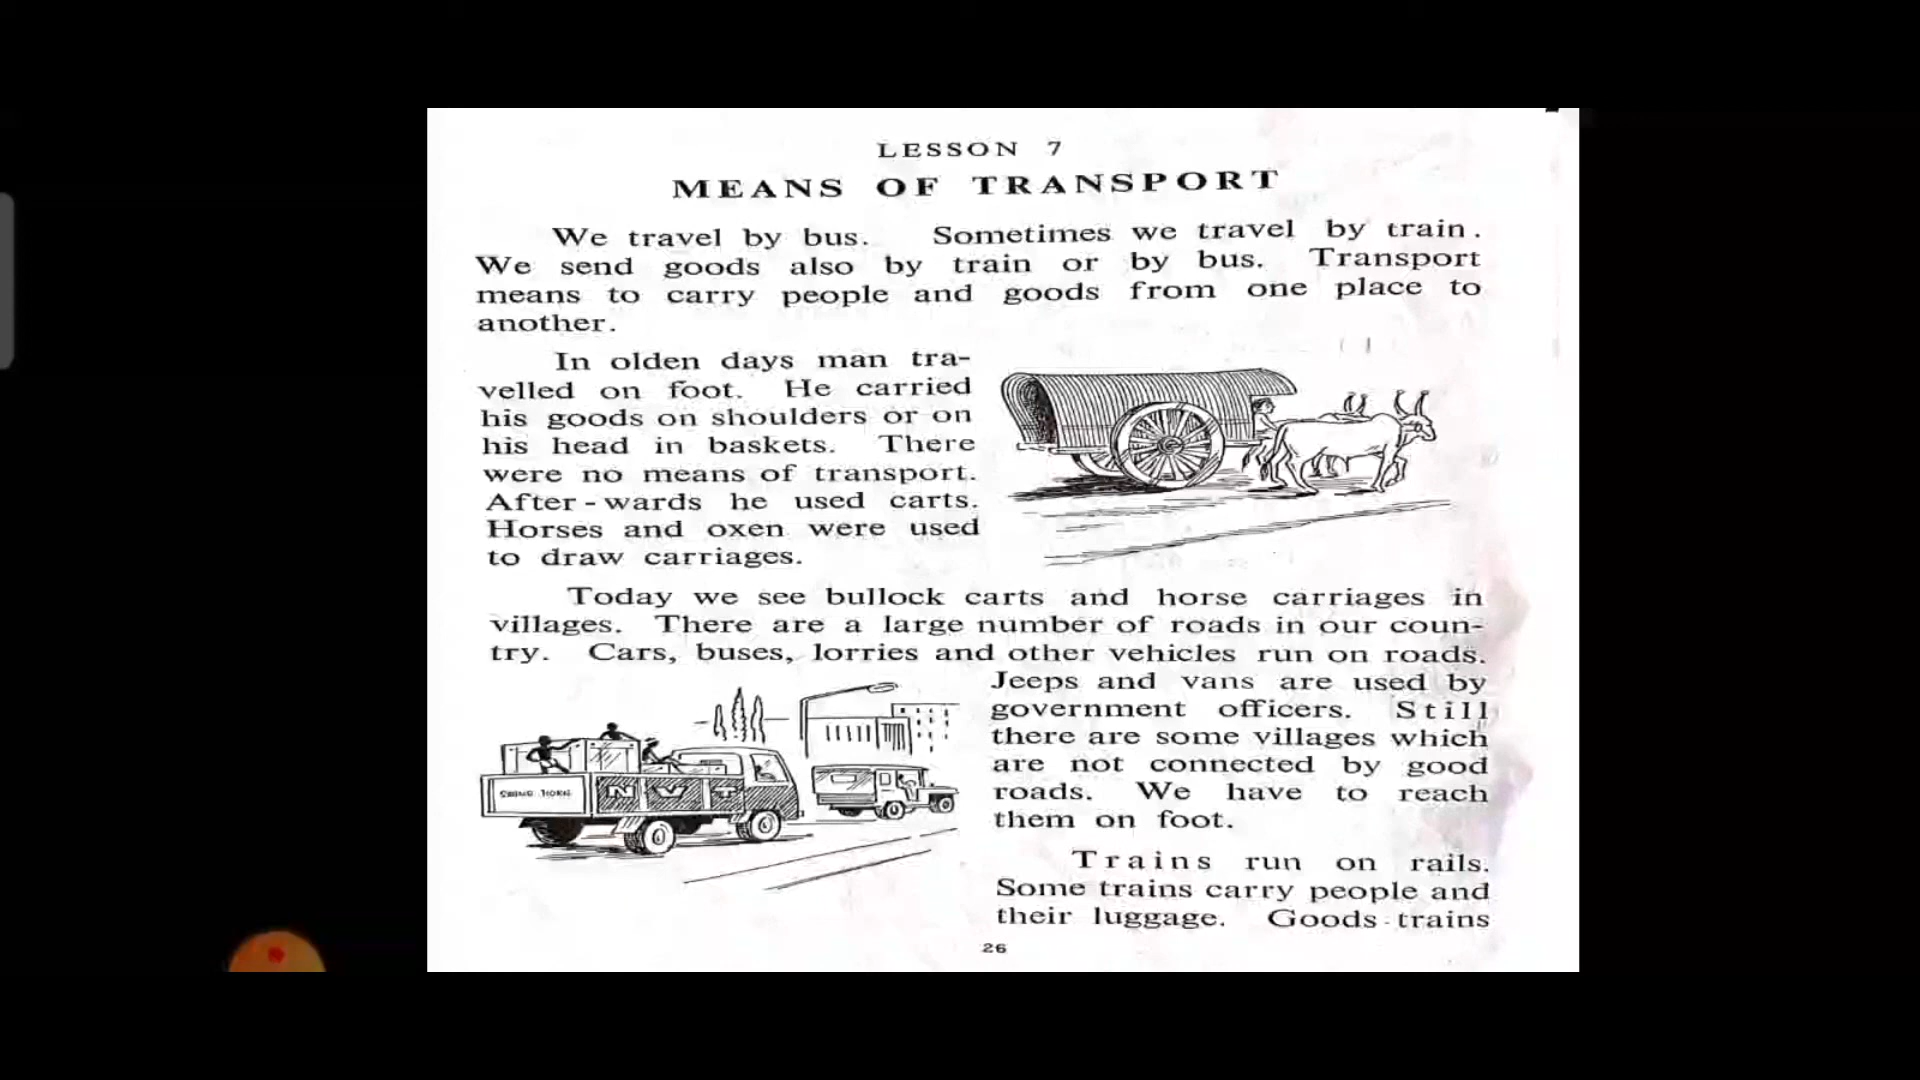 LESSON 7
MEANS OF TRANSPORT
We travel by bus. Sometimes we travel by train.
We send goods also by train or by bus. Transport
means to carry people and goods from one place to
another.
In olden days man tra-
velled on foot. He carried
his goods on shoulders or on
his head in baskets. There
were no means of transport.
After-wards he used carts.
Horses and oxen were used
to draw carriages.
Today we see bullock carts and horse carriages in
villages. There are a large number of roads in our coun-
try. Cars, buses, lorries and other vehicles run on roads.
Jeeps and vans are used by
government officers. Still
there are some villages which
are not connected by good
roads. We have to reach
them on foot.
SOUND HORN
NVT
Trains run on rails.
Some trains carry people and
their luggage. Goods trains
26